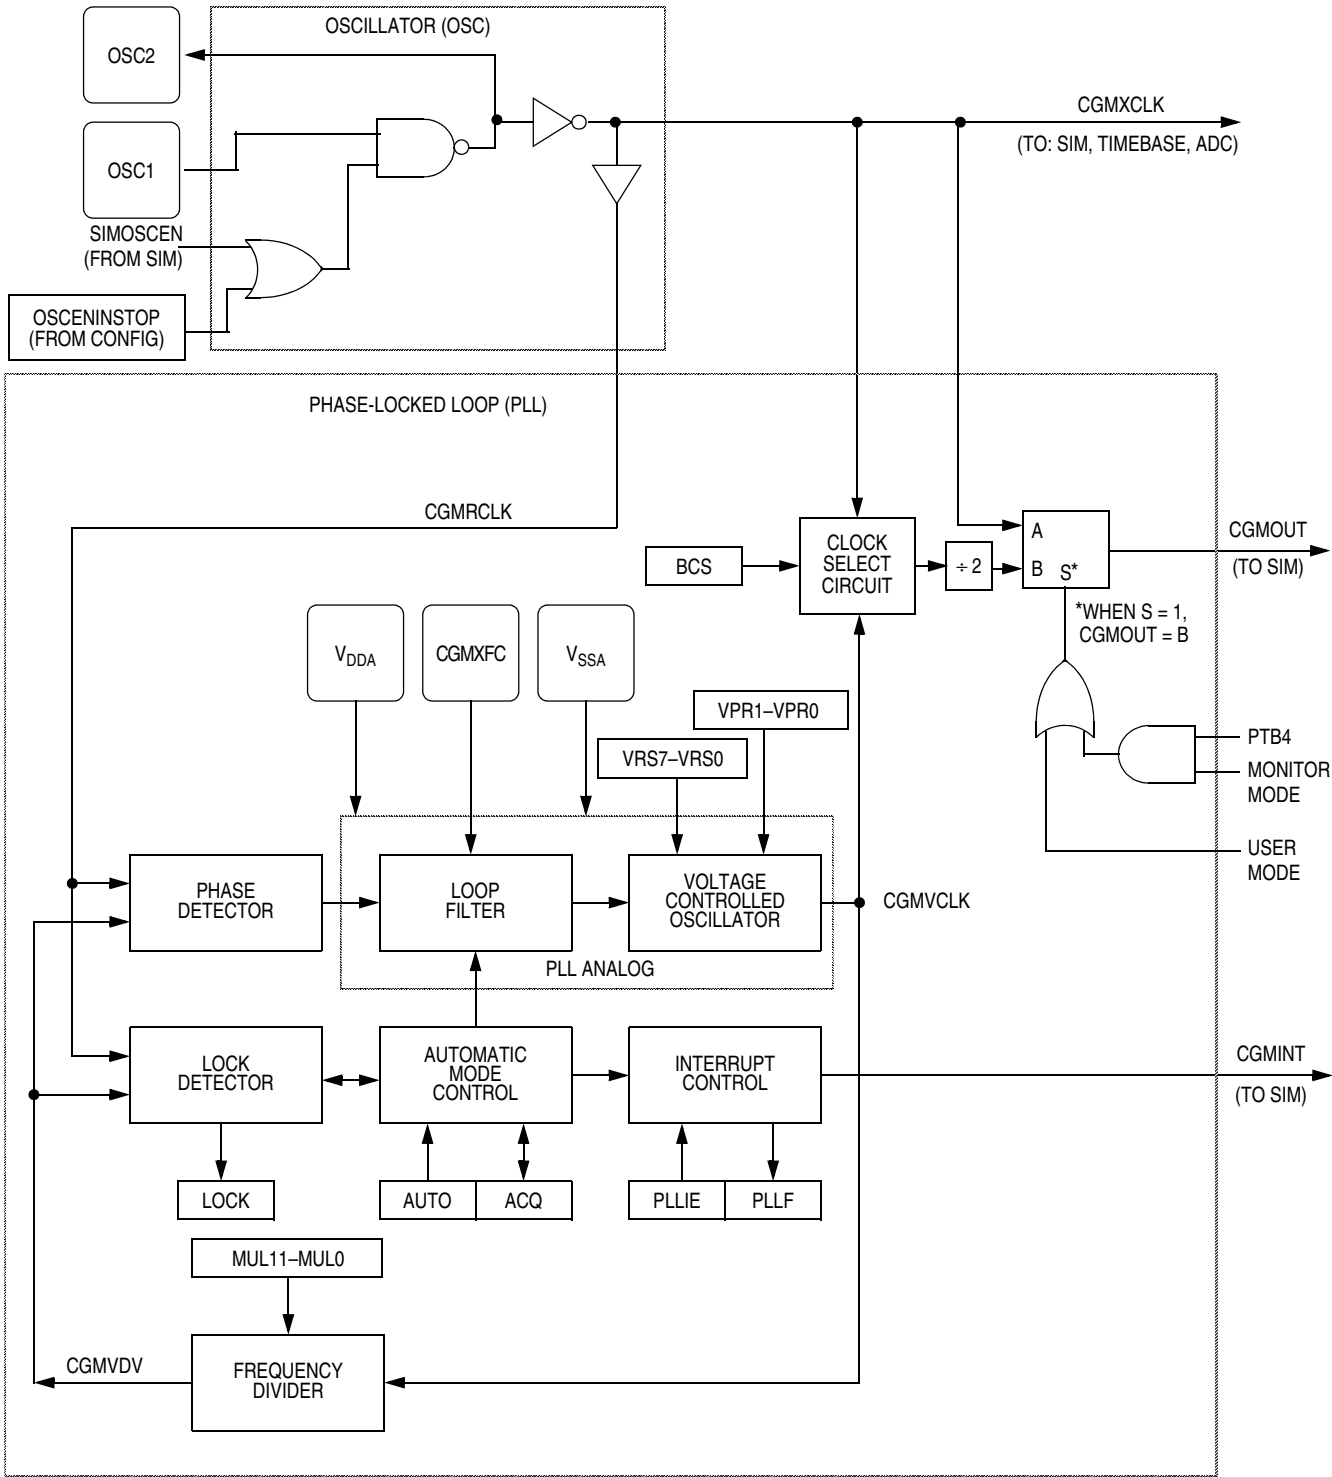 OSCILLATOR (OSC)
OSC2
CGMXCLK
(TO: SIM, TIMEBASE, ADC)
OSC1
SIMOSCEN
(FROM SIM)
OSCENINSTOP
(FROM CONFIG)
PHASE-LOCKED LOOP (PLL)
CGMRCLK
BCS
CLOCK
SELECT
CIRCUIT
÷ 2
A
B
S*
CGMOUT
(TO SIM)
*WHEN S = 1,
CGMOUT = B
VDDA
CGMXFC
VSSA
VPR1–VPR0
VRS7–VRS0
PTB4
MONITOR
MODE
USER
MODE
PHASE
DETECTOR
LOOP
FILTER
VOLTAGE
CONTROLLED
OSCILLATOR
CGMVCLK
PLL ANALOG
LOCK
DETECTOR
AUTOMATIC
MODE
CONTROL
INTERRUPT
CONTROL
CGMINT
(TO SIM)
LOCK
AUTO
ACQ
PLLIE
PLLF
MUL11–MUL0
CGMVDV
FREQUENCY
DIVIDER